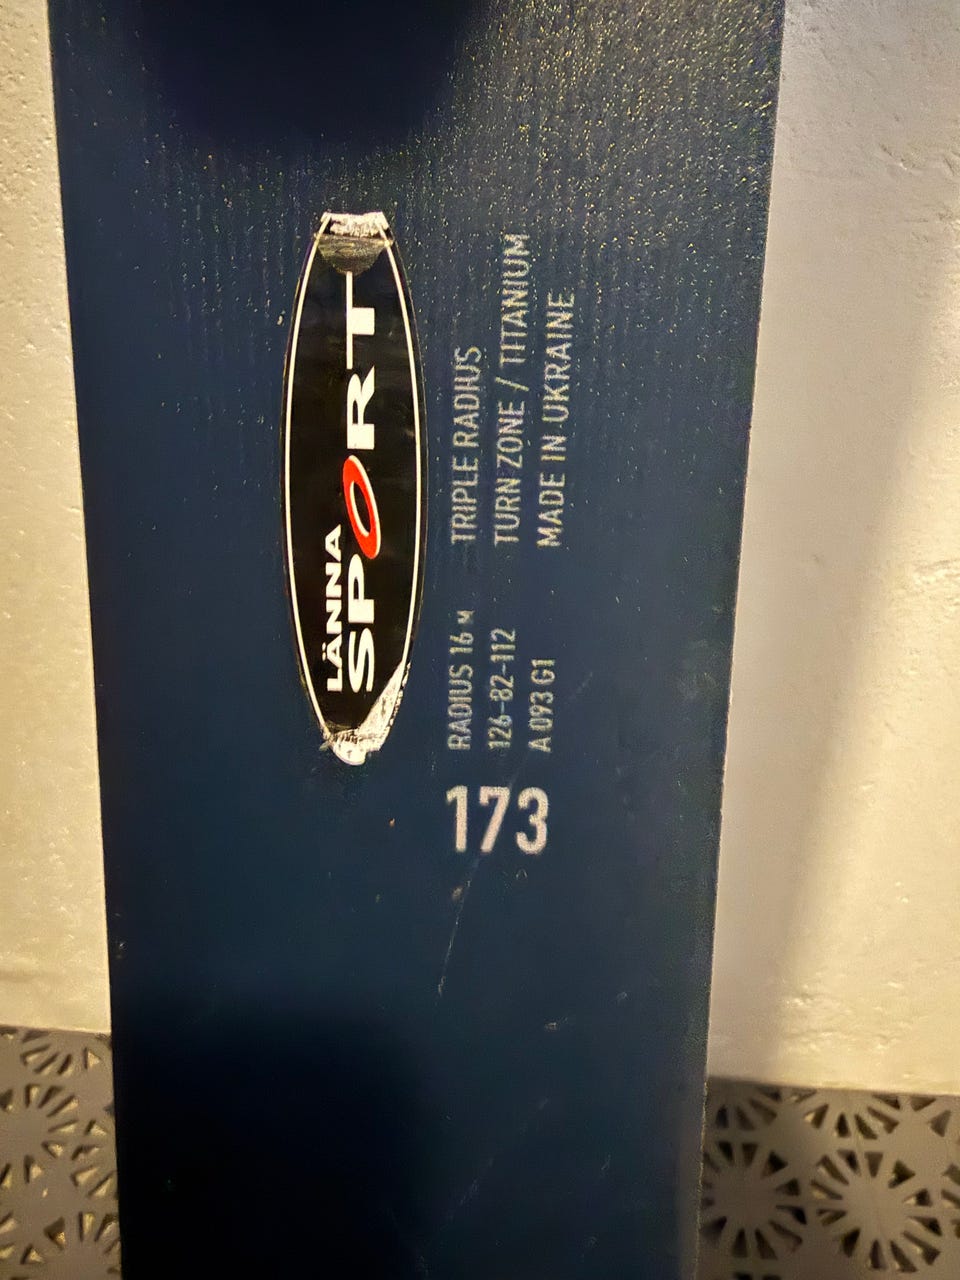 LÄNNA
SPORT
RADIUS 16 M
126-82-112
A 093 G1
TRIPLE RADIUS
TURN ZONE / TITANIUM
MADE IN UKRAINE
173